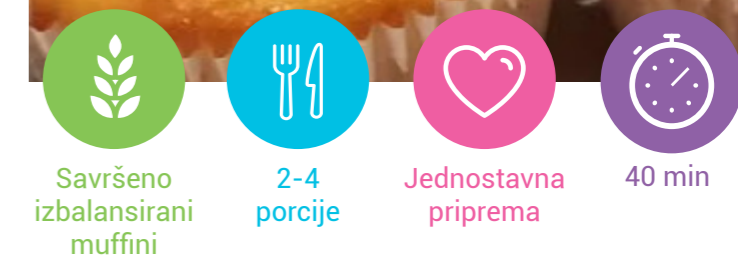 Savršeno
izbalansirani
muffini
2-4
porcije
Jednostavna
priprema
40 min